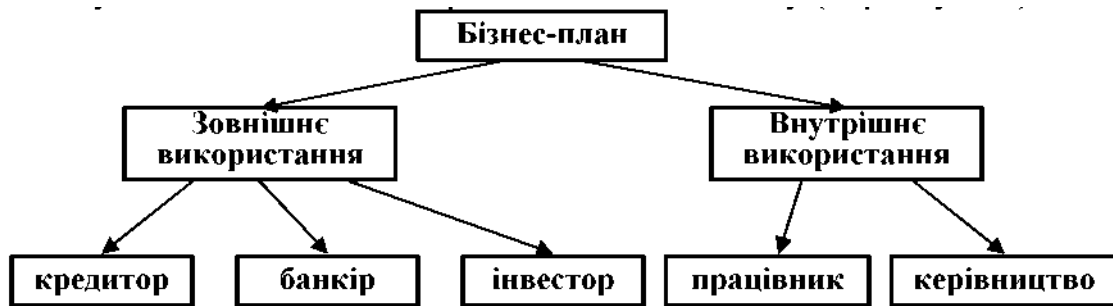 Бізнес-план
Зовнішнє Внутрішнє
використання використання
кредитор банкір інвестор працівник керівництво